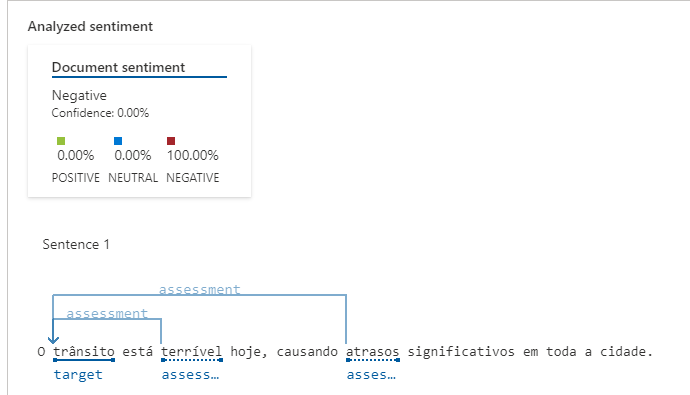 Analyzed sentiment
Document sentiment
Negative
Confidence: 0.00%
0.00% 0.00% 100.00%
POSITIVE NEUTRAL NEGATIVE
Sentence 1
assessment
assessment
O trânsito está terrível hoje, causando atrasos significativos em toda a cidade.
target assess… asses…